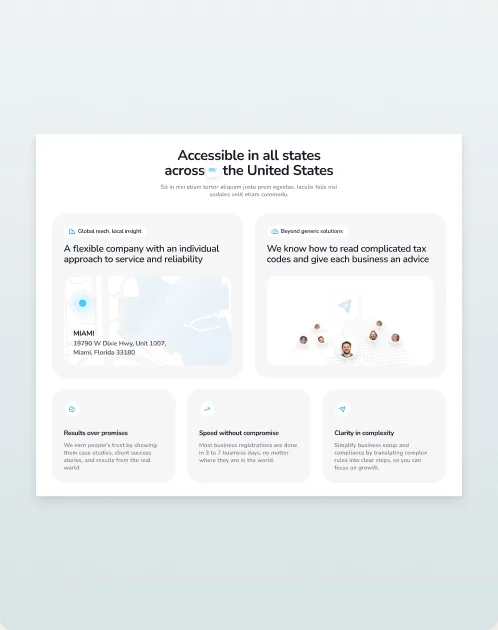 Accessible in all states
across the United States
Sit in nisi etiam tortor aliquam justo proin egestas. Iaculis felis nisi
sodales velit etiam commodo.
Global reach, local insight
A flexible company with an individual
approach to service and reliability
MIAMI
19790 W Dixie Hwy, Unit 1007,
Miami, Florida 33180
Beyond generic solutions
We know how to read complicated tax
codes and give each business an advice
Results over promises
We earn people's trust by showing
them case studies, client success
stories, and results from the real
world
Speed without compromise
Most business registrations are done
in 3 to 7 business days, no matter
where they are in the world.
Clarity in complexity
Simplify business setup and
compliance by translating complex
rules into clear steps, so you can
focus on growth.